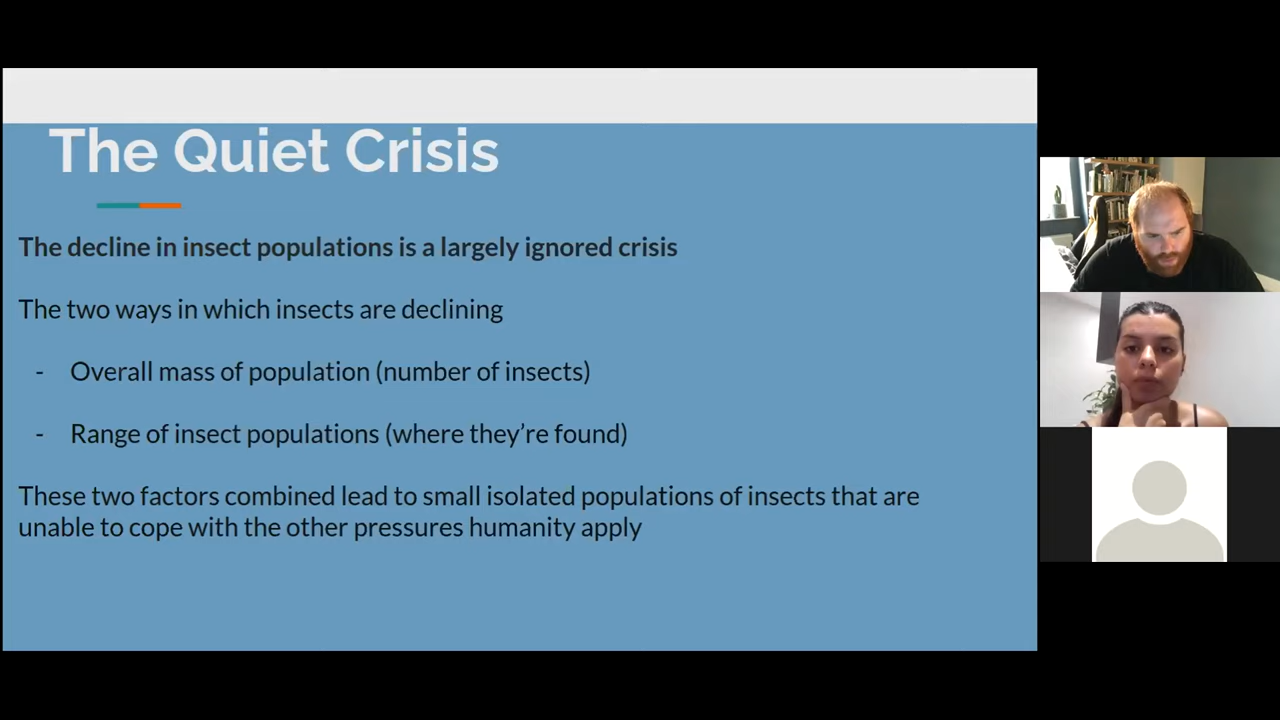 The Quiet Crisis
The decline in insect populations is a largely ignored crisis
The two ways in which insects are declining
- Overall mass of population (number of insects)
- Range of insect populations (where they’re found)
These two factors combined lead to small isolated populations of insects that are
unable to cope with the other pressures humanity apply